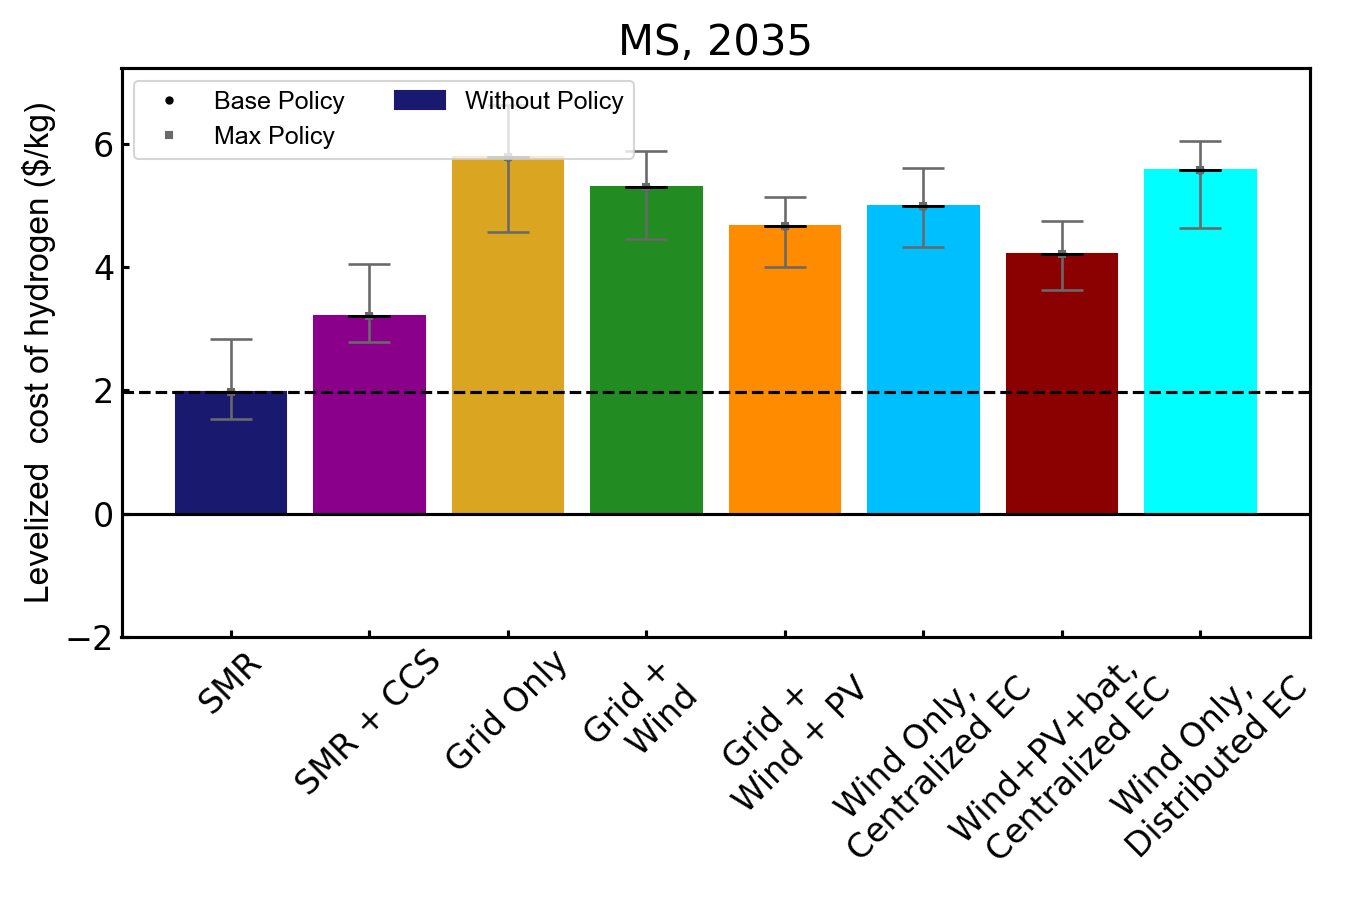 MS, 2035
Base Policy
Max Policy
Without Policy
Levelized cost of hydrogen ($/kg)
6
4
2
0
−2
SMR
SMR + CCS
Grid Only
Grid +
Wind
Grid +
Wind + PV
Wind Only,
Centralized EC
Wind+PV+bat,
Centralized EC
Wind Only,
Distributed EC